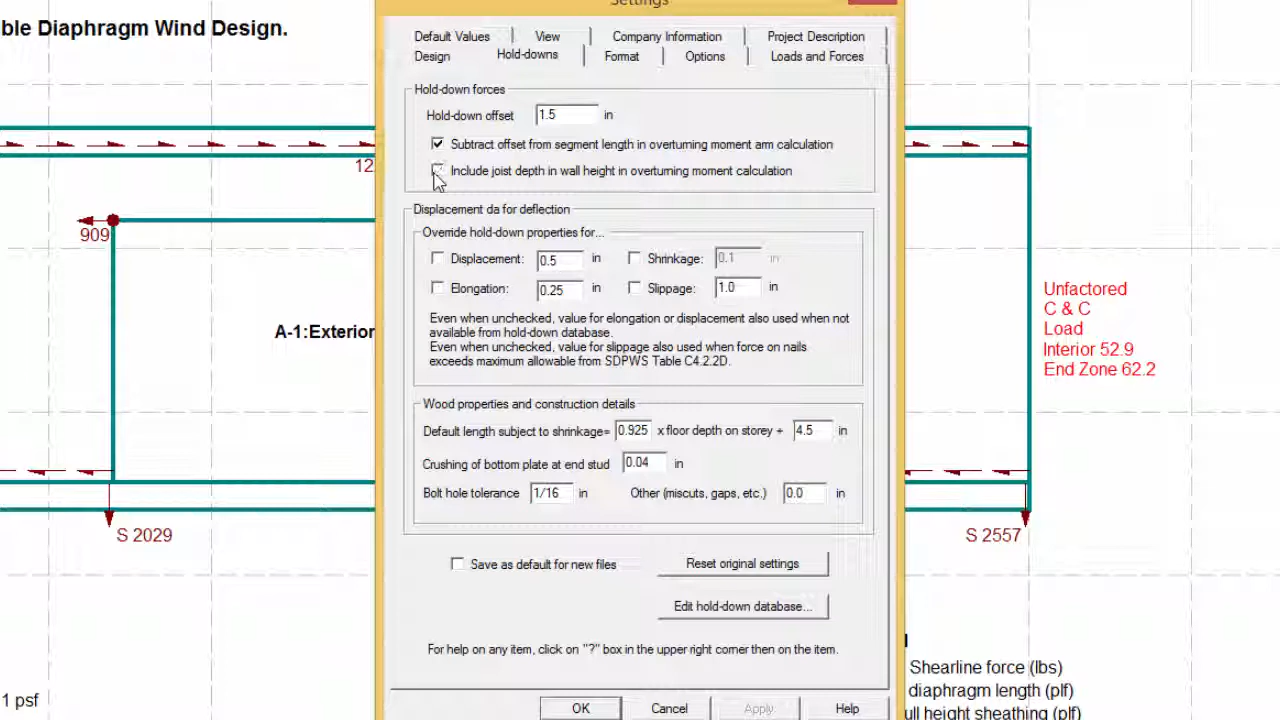 Settings
ble Diaphragm Wind Design.
Default Values
View
Company Information
Project Description
Design
Hold-downs
Format
Options
Loads and Forces
Hold-down forces
Hold-down offset 1.5 in
Subtract offset from segment length in overturning moment arm calculation
Include joist depth in wall height in overturning moment calculation
Displacement da for deflection
Override hold-down properties for...
Displacement: 0.5 in Shrinkage: 0.1 in
Elongation: 0.25 in Slippage: 1.0 in
Even when unchecked, value for elongation or displacement also used when not
available from hold-down database.
Even when unchecked, value for slippage also used when force on nails
exceeds maximum allowable from SDPWS Table C4.2.2D.
Wood properties and construction details
Default length subject to shrinkage= 0.925 x floor depth on storey + 4.5 in
Crushing of bottom plate at end stud 0.04 in
Bolt hole tolerance 1/16 in Other (miscuts, gaps, etc.) 0.0 in
Save as default for new files
Reset original settings
Edit hold-down database...
For help on any item, click on "?" box in the upper right corner then on the item.
OK
Cancel
Apply
Help
12
909
A-1:Exterior
S 2029
1 psf
Unfactored
C & C
Load
Interior 52.9
End Zone 62.2
S 2557
Shearline force (lbs)
diaphragm length (plf)
ull height sheathing (plf)